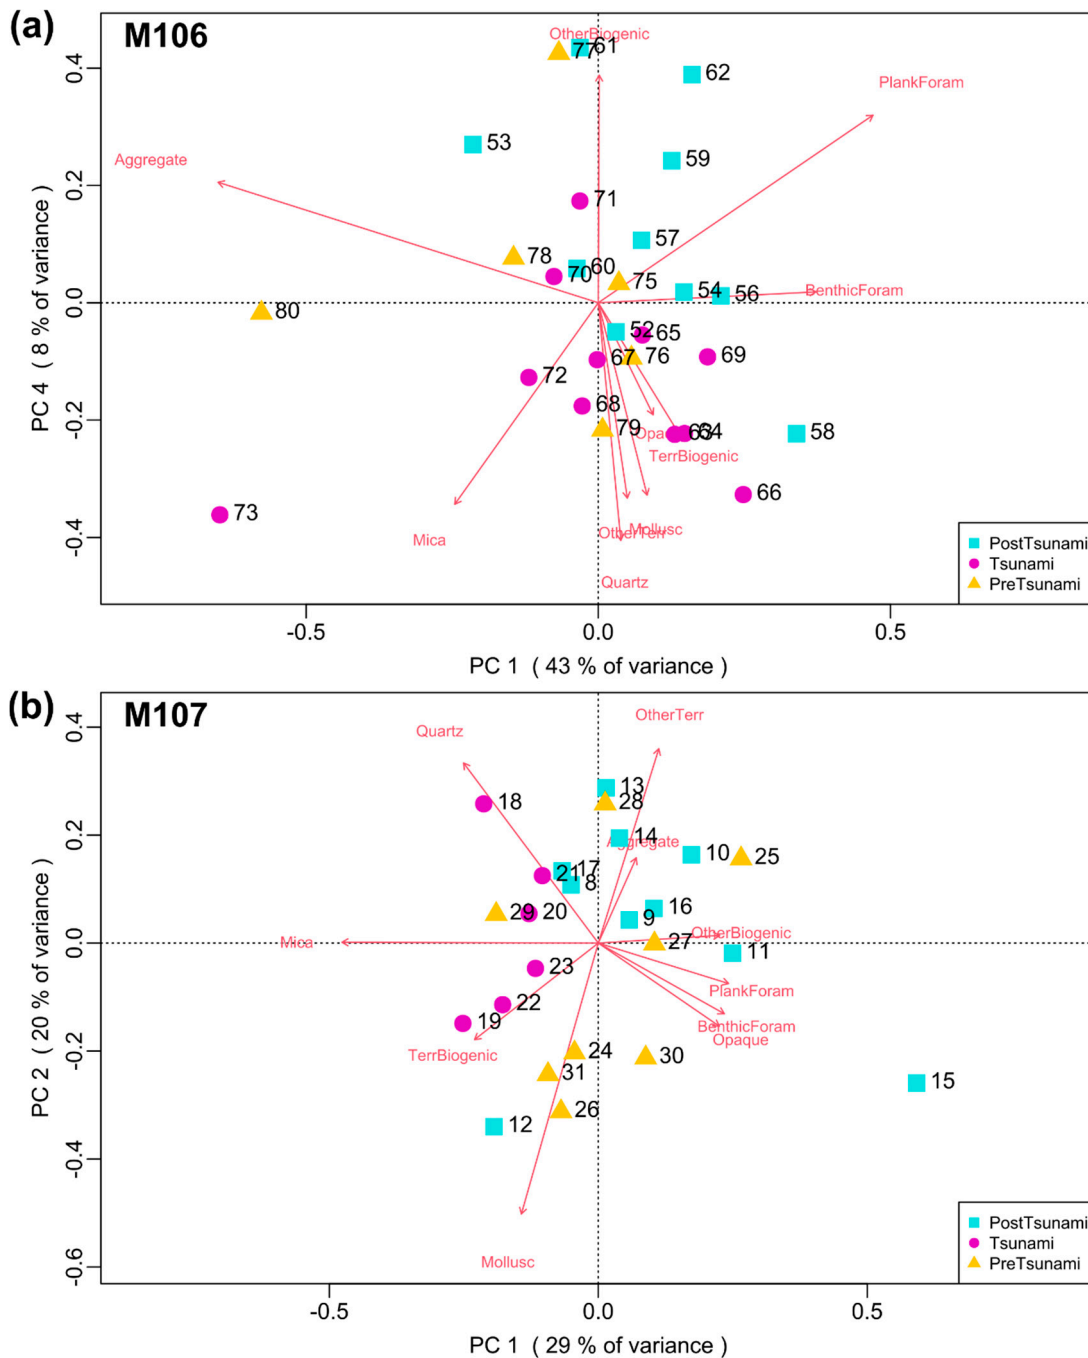 (a)
M106
OtherBiogenic
61
77
62
PlankForam
53
59
Aggregate
71
57
78
60
70
75
54
56
BenthicForam
80
52
65
67
76
69
72
68
79
Opa
63
64
58
TerrBiogenic
66
73
Mica
Mollusc
OtherTerr
Quartz
PostTsunami
Tsunami
PreTsunami
0.4
0.2
0.0
-0.2
-0.4
PC 4 ( 8 % of variance )
-0.5
0.0
0.5
PC 1 ( 43 % of variance )
(b)
M107
OtherTerr
Quartz
13
18
28
14
Aggregate
10
25
17
21
8
29
20
16
9
OtherBiogenic
Mica
27
11
23
PlankForam
22
19
BenthicForam
Opaque
TerrBiogenic
24
30
31
15
26
12
Mollusc
PostTsunami
Tsunami
PreTsunami
0.4
0.2
0.0
-0.2
-0.4
-0.6
PC 2 ( 20 % of variance )
-0.5
0.0
0.5
PC 1 ( 29 % of variance )